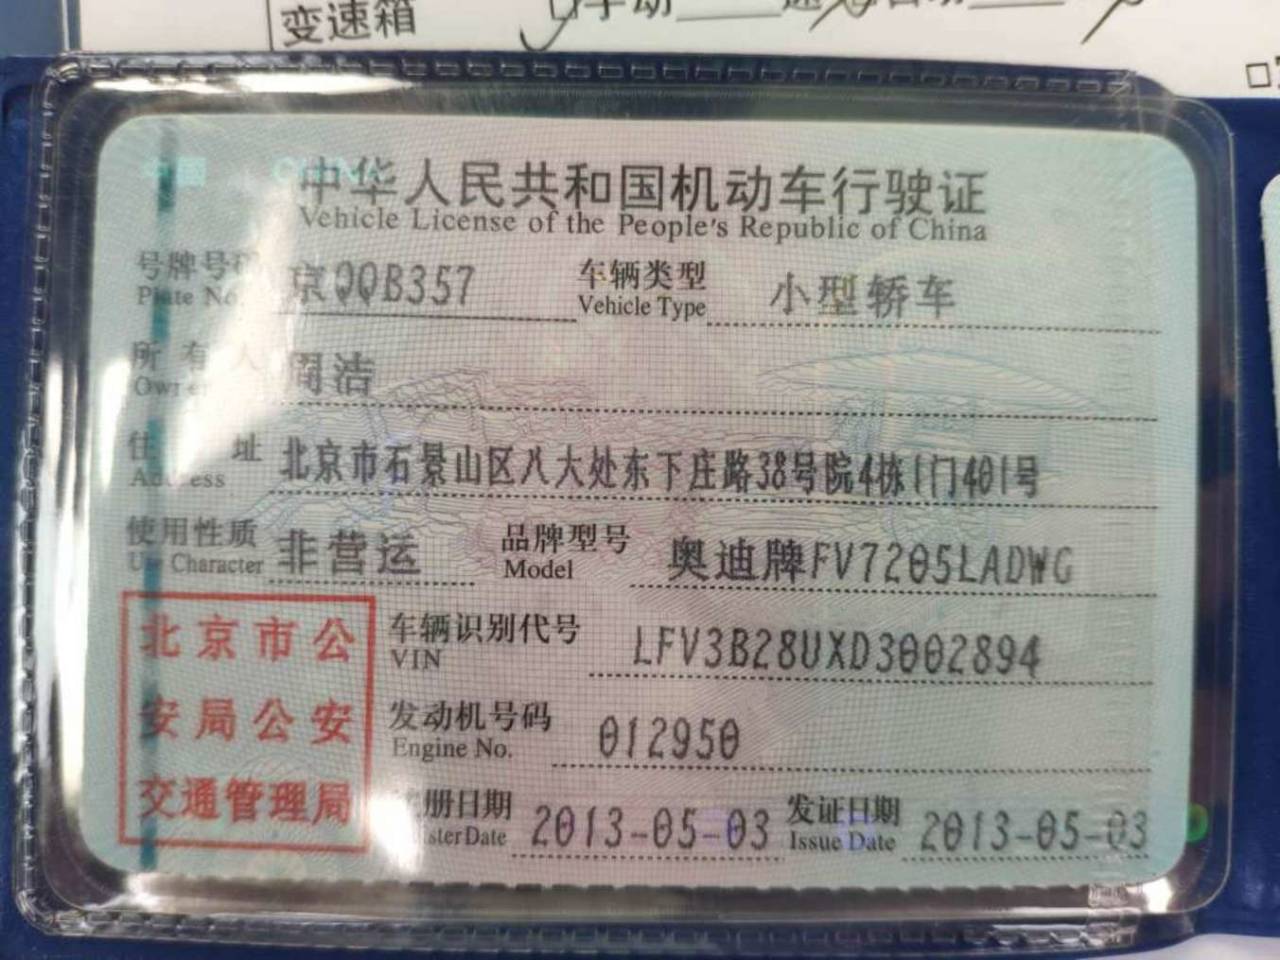 变速箱
中华人民共和国机动车行驶证
Vehicle License of the People's Republic of China
号牌号码 京QQB357 车辆类型 小型轿车
Plate No. Vehicle Type
所有人 周洁
Owner
住址 北京市石景山区八大处东下庄路38号院4栋1门401号
Address
使用性质 非营运 品牌型号 奥迪牌FV7205LADWG
Use Character Model
北京市公
安局公安
交通管理局
车辆识别代号 LFV3B28UXD3002894
VIN
发动机号码 012950
Engine No.
册日期 2013-05-03 发证日期 2013-05-03
sterDate Issue Date